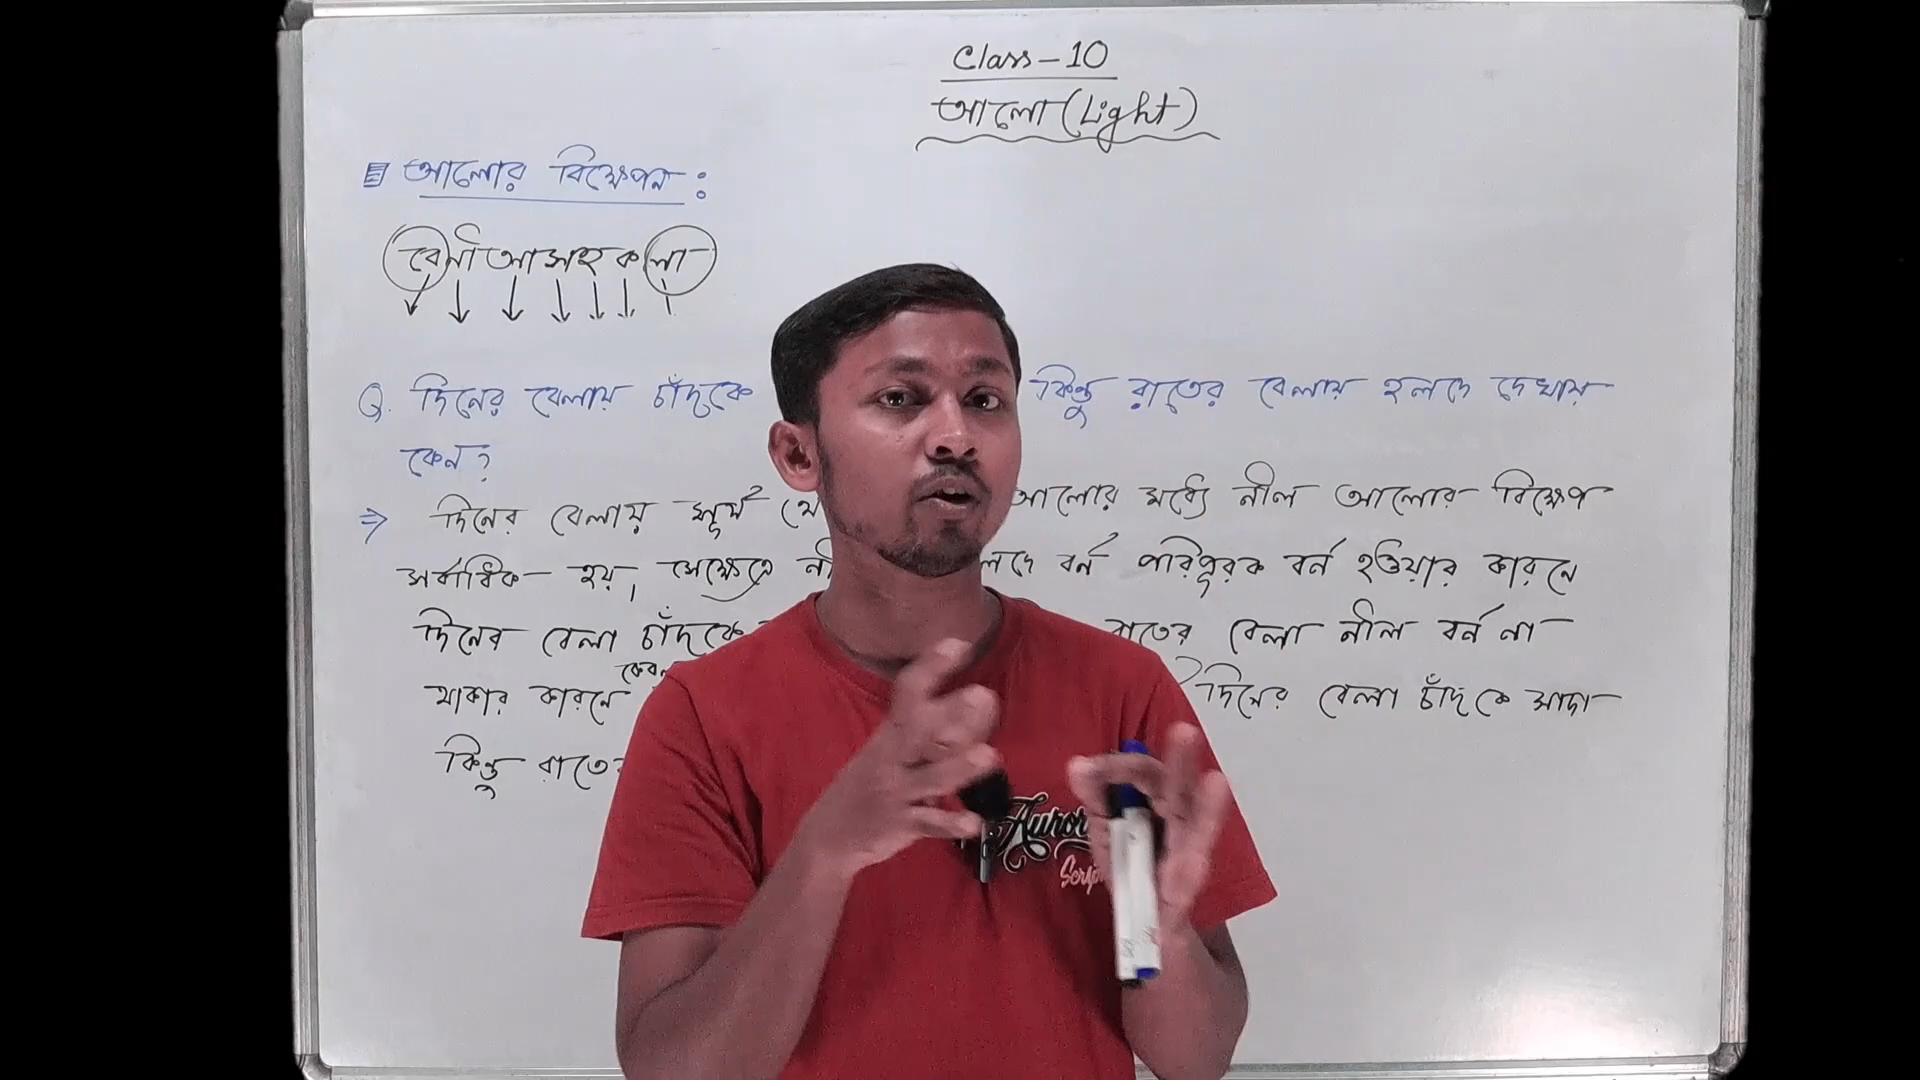 Class-10
আলো (Light)
আলোর বিক্ষেপন :
বেনীআসহকলা
Q. দিনের বেলায় চাঁদকে কিন্তু রাতের বেলায় হলদে দেখায়
কেন?
⇒ দিনের বেলায় সূর্য আলোর মধ্যে নীল আলোর বিক্ষেপ
সর্বাধিক হয়, সেক্ষেত্রে বর্ন পরিপূরক বর্ন হওয়ার কারনে
দিনের বেলা চাঁদকে রাতের বেলা নীল বর্ন না
থাকার কারনে দিনের বেলা চাঁদকে সাদা
কিন্তু
Auror